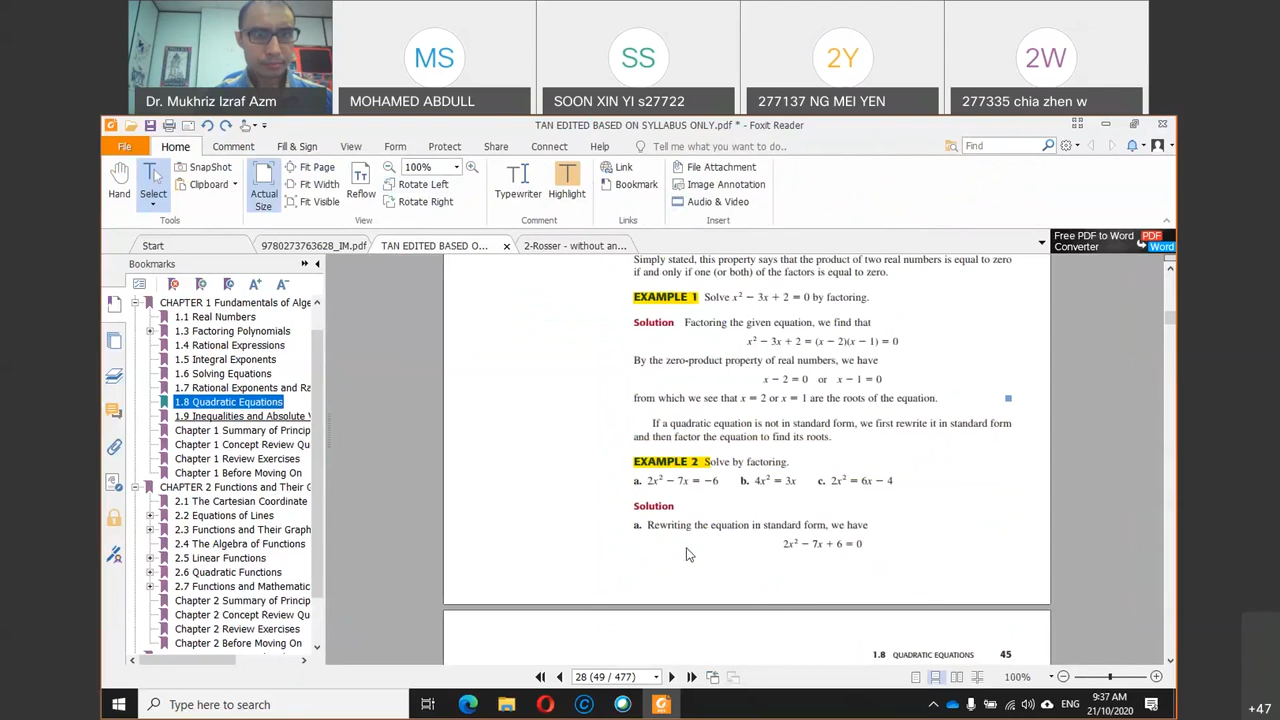 MS
SS
2Y
2W
Dr. Mukhriz Izraf Azm
MOHAMED ABDULL
SOON XIN YI s27722
277137 NG MEI YEN
277335 chia zhen w
TAN EDITED BASED ON SYLLABUS ONLY.pdf * - Foxit Reader
File Home Comment Fill & Sign View Form Protect Share Connect Help Tell me what you want to do... Find
Hand
Select
SnapShot
Clipboard
Tools
Actual Size
Fit Page
Fit Width
Fit Visible
Reflow
100%
Rotate Left
Rotate Right
View
Typewriter
Highlight
Comment
Link
Bookmark
Links
File Attachment
Image Annotation
Audio & Video
Insert
Start
9780273763628_IM.pdf
TAN EDITED BASED O...
2-Rosser - without an...
Free PDF to Word Converter
PDF
Word
Bookmarks
CHAPTER 1 Fundamentals of Alge
1.1 Real Numbers
1.3 Factoring Polynomials
1.4 Rational Expressions
1.5 Integral Exponents
1.6 Solving Equations
1.7 Rational Exponents and Ra
1.8 Quadratic Equations
1.9 Inequalities and Absolute V
Chapter 1 Summary of Princip
Chapter 1 Concept Review Qu
Chapter 1 Review Exercises
Chapter 1 Before Moving On
CHAPTER 2 Functions and Their G
2.1 The Cartesian Coordinate
2.2 Equations of Lines
2.3 Functions and Their Graph
2.4 The Algebra of Functions
2.5 Linear Functions
2.6 Quadratic Functions
2.7 Functions and Mathematic
Chapter 2 Summary of Princip
Chapter 2 Concept Review Qu
Chapter 2 Review Exercises
Chapter 2 Before Moving On
Simply stated, this property says that the product of two real numbers is equal to zero
if and only if one (or both) of the factors is equal to zero.
EXAMPLE 1 Solve x² − 3x + 2 = 0 by factoring.
Solution Factoring the given equation, we find that
x² − 3x + 2 = (x − 2)(x − 1) = 0
By the zero-product property of real numbers, we have
x − 2 = 0 or x − 1 = 0
from which we see that x = 2 or x = 1 are the roots of the equation.
If a quadratic equation is not in standard form, we first rewrite it in standard form
and then factor the equation to find its roots.
EXAMPLE 2 Solve by factoring.
a. 2x² − 7x = −6 b. 4x² = 3x c. 2x² = 6x − 4
Solution
a. Rewriting the equation in standard form, we have
2x² − 7x + 6 = 0
1.8 QUADRATIC EQUATIONS 45
28 (49 / 477)
100%
Type here to search
ENG
9:37 AM
21/10/2020
+47